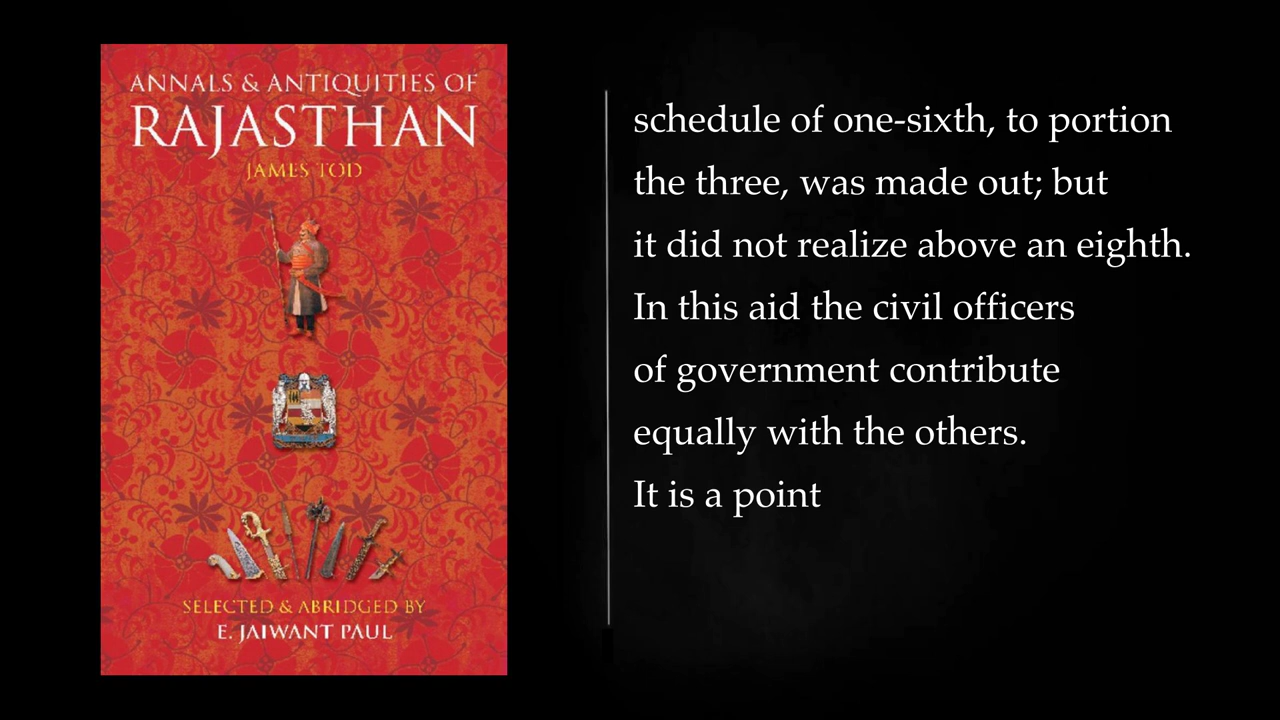 ANNALS & ANTIQUITIES OF
RAJASTHAN
JAMES TOD
SELECTED & ABRIDGED BY
E. JAIWANT PAUL
schedule of one-sixth, to portion
the three, was made out; but
it did not realize above an eighth.
In this aid the civil officers
of government contribute
equally with the others.
It is a point